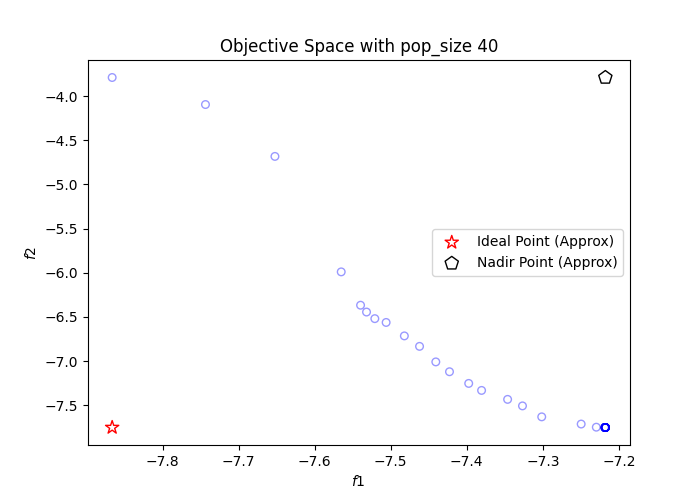 Objective Space with pop_size 40
−4.0
−4.5
−5.0
−5.5
−6.0
−6.5
−7.0
−7.5
f2
Ideal Point (Approx)
Nadir Point (Approx)
−7.8 −7.7 −7.6 −7.5 −7.4 −7.3 −7.2
f1